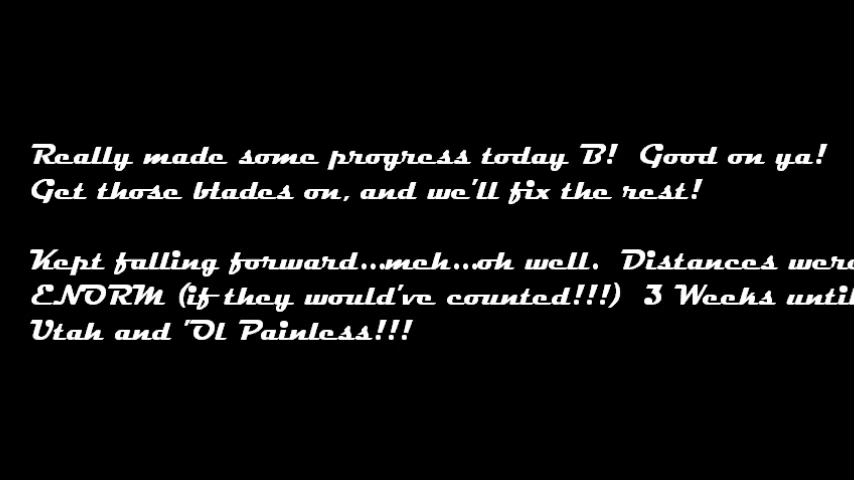 Really made some progress today B! Good on ya!
Get those blades on, and we'll fix the rest!
Kept falling forward...meh...oh well. Distances were
ENORM (if they would've counted!!!) 3 Weeks until
Utah and 'Ol Painless!!!